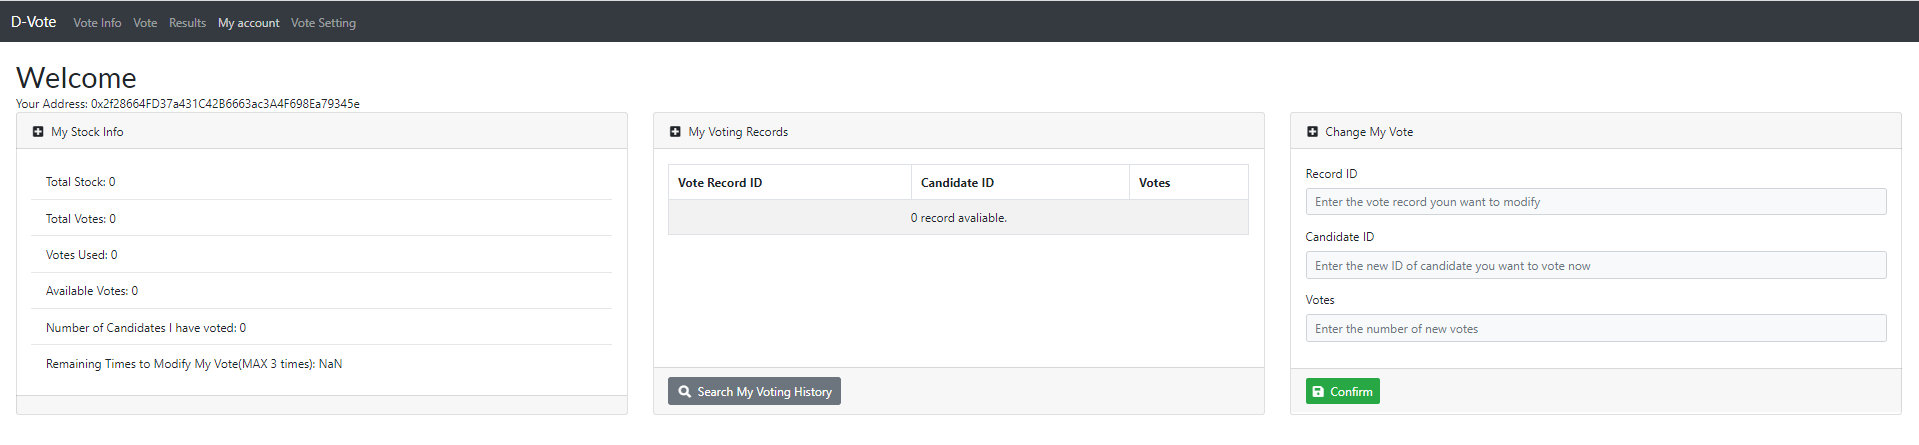 D-Vote Vote Info Vote Results My account Vote Setting
Welcome
Your Address: 0x2f28664FD37a431C42B6663ac3A4F698Ea79345e
My Stock Info
Total Stock: 0
Total Votes: 0
Votes Used: 0
Available Votes: 0
Number of Candidates I have voted: 0
Remaining Times to Modify My Vote(MAX 3 times): NaN
My Voting Records
Vote Record ID Candidate ID Votes
0 record avaliable.
Search My Voting History
Change My Vote
Record ID
Enter the vote record youn want to modify
Candidate ID
Enter the new ID of candidate you want to vote now
Votes
Enter the number of new votes
Confirm